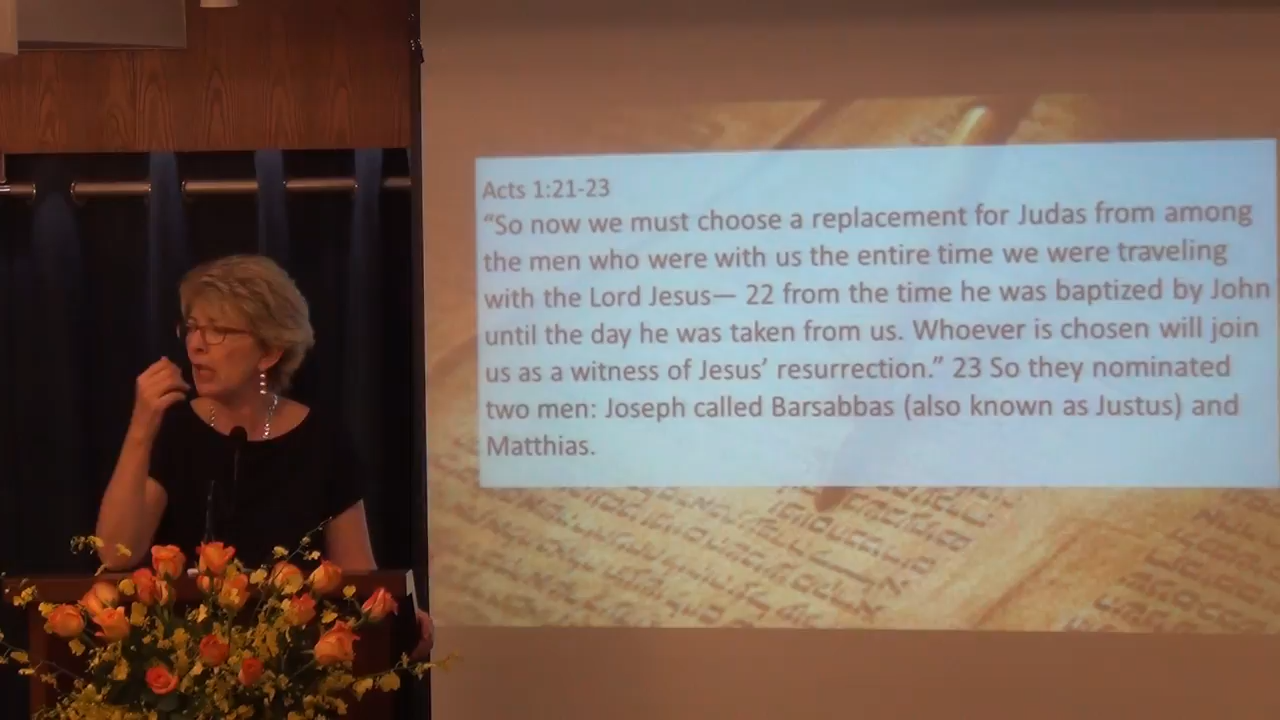 Acts 1:21-23
“So now we must choose a replacement for Judas from among
the men who were with us the entire time we were traveling
with the Lord Jesus— 22 from the time he was baptized by John
until the day he was taken from us. Whoever is chosen will join
us as a witness of Jesus’ resurrection.” 23 So they nominated
two men: Joseph called Barsabbas (also known as Justus) and
Matthias.